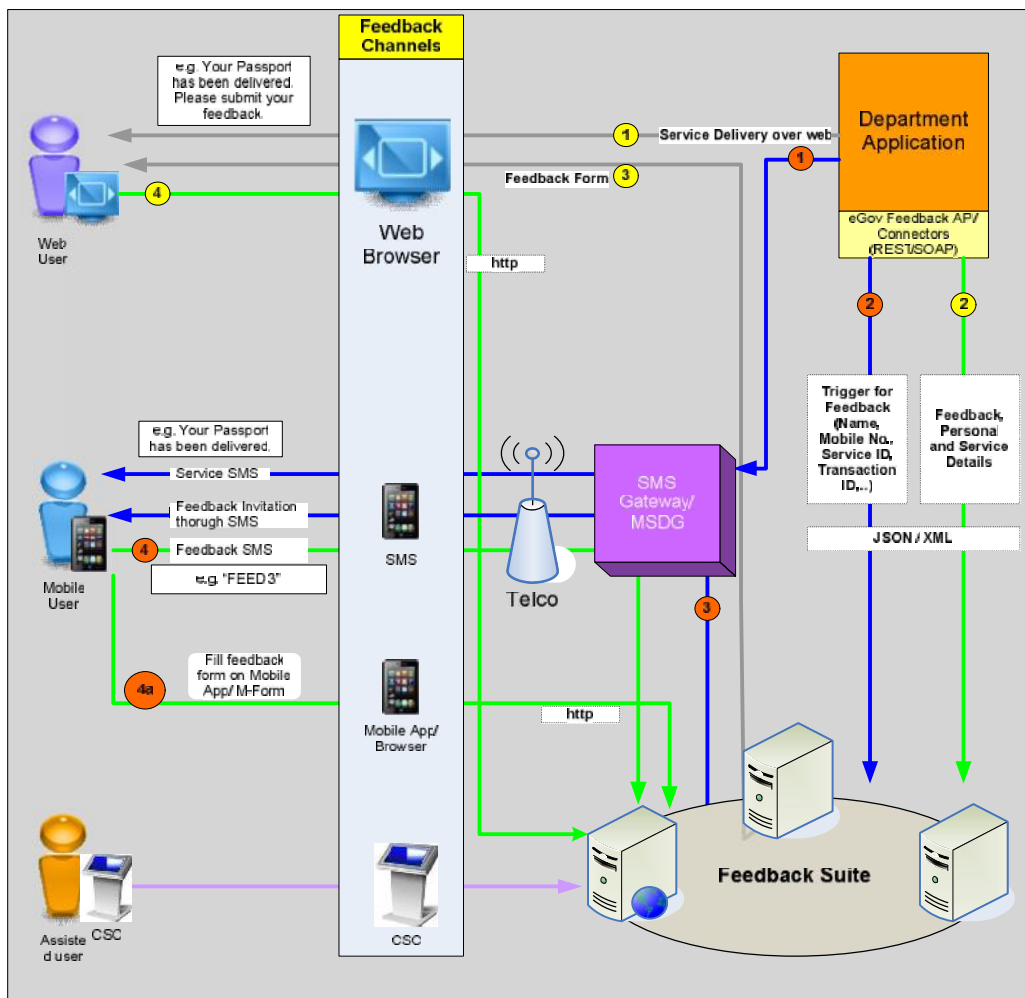 Feedback
Channels
e.g. Your Passport
has been delivered.
Please submit your
feedback.
Department
Application
1
Service Delivery over web
1
Feedback Form
3
4
eGov Feedback AP/
Connectors
(REST/SOAP)
Web
User
Web
Browser
http
2
2
Trigger for
Feedback
(Name,
Mobile No.,
Service ID,
Transaction
ID,..)
Feedback,
Personal
and Service
Details
JSON / XML
e.g. Your Passport
has been delivered.
Service SMS
Feedback Invitation
thorugh SMS
4
Feedback SMS
e.g. "FEED 3"
Mobile
User
SMS
Telco
SMS
Gateway/
MSDG
3
4a
Fill feedback
form on Mobile
App/ M-Form
Mobile App/
Browser
http
Feedback Suite
Assiste
d user
CSC
CSC